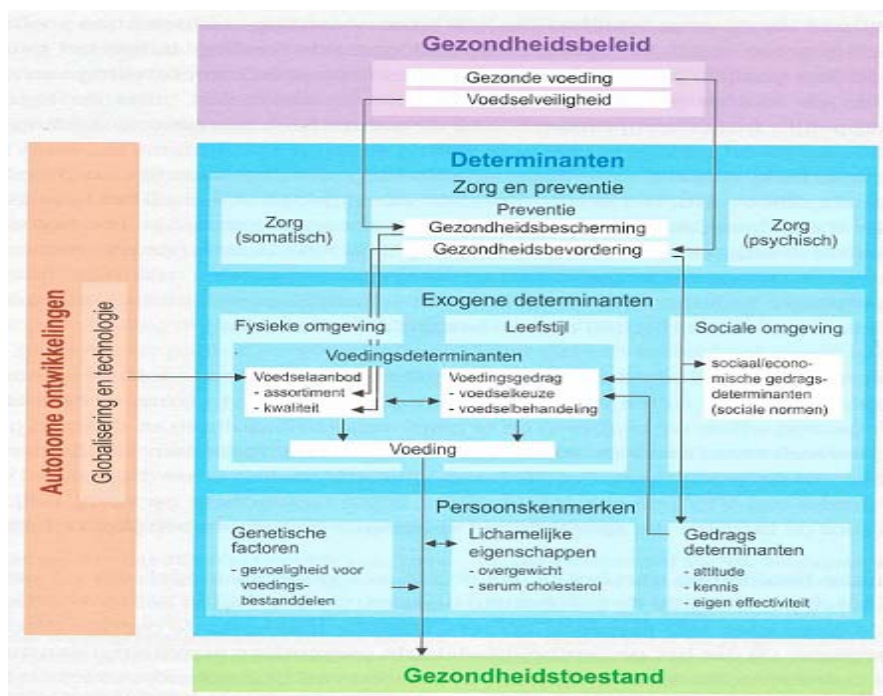 Gezondheidsbeleid
Gezonde voeding
Voedselveiligheid
Autonome ontwikkelingen
Globalisering en technologie
Determinanten
Zorg en preventie
Zorg
(somatisch)
Preventie
Gezondheidsbescherming
Gezondheidsbevordering
Zorg
(psychisch)
Exogene determinanten
Fysieke omgeving
Leefstijl
Sociale omgeving
Voedingsdeterminanten
Voedselaanbod
- assortiment
- kwaliteit
Voedingsgedrag
- voedselkeuze
- voedselbehandeling
sociaal/econo-
mische gedrags-
determinanten
(sociale normen)
Voeding
Persoonskenmerken
Genetische
factoren
- gevoeligheid voor
voedings-
bestanddelen
Lichamelijke
eigenschappen
- overgewicht
- serum cholesterol
Gedrags
determinanten
- attitude
- kennis
- eigen effectiviteit
Gezondheidstoestand